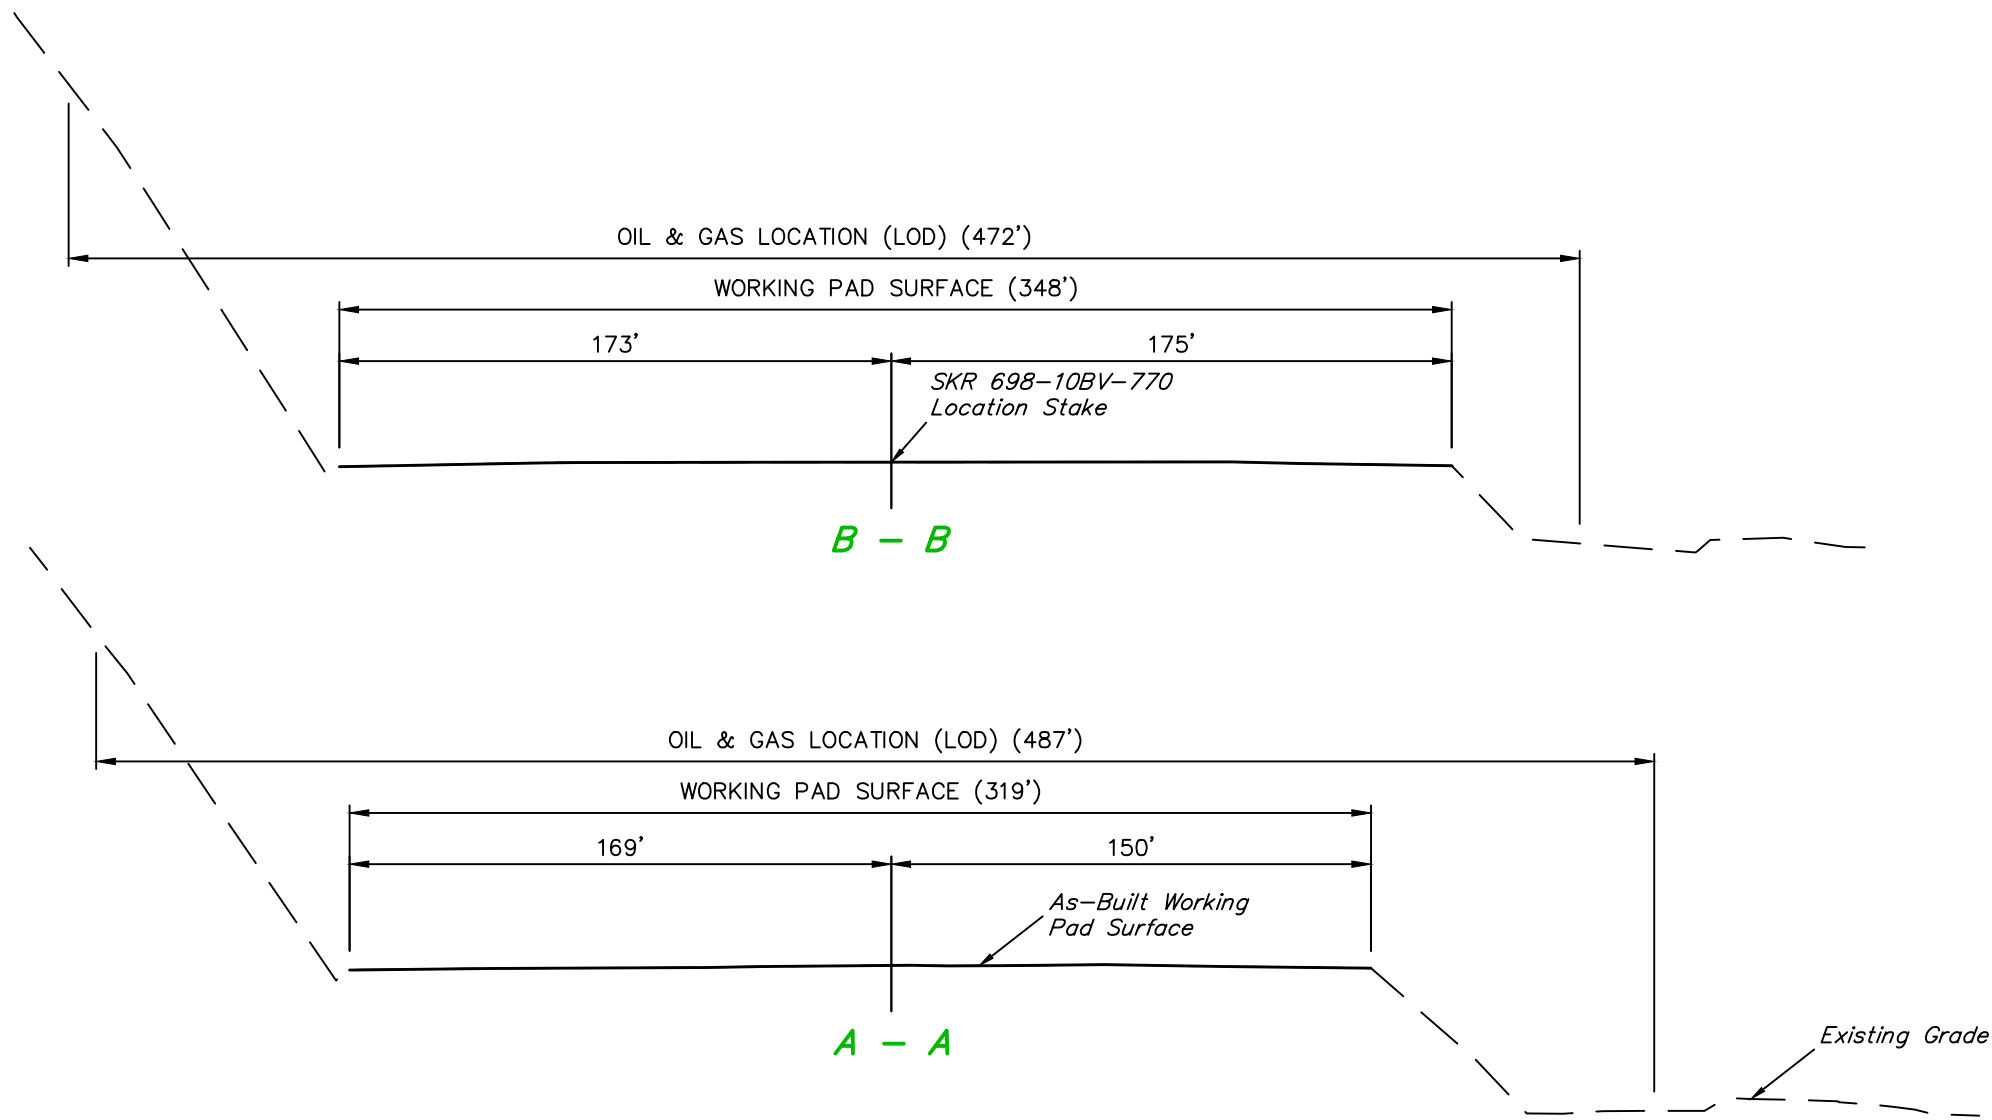 OIL & GAS LOCATION (LOD) (472')
WORKING PAD SURFACE (348')
173'
175'
SKR 698-10BV-770
Location Stake
B - B
OIL & GAS LOCATION (LOD) (487')
WORKING PAD SURFACE (319')
169'
150'
As-Built Working
Pad Surface
A - A
Existing Grade